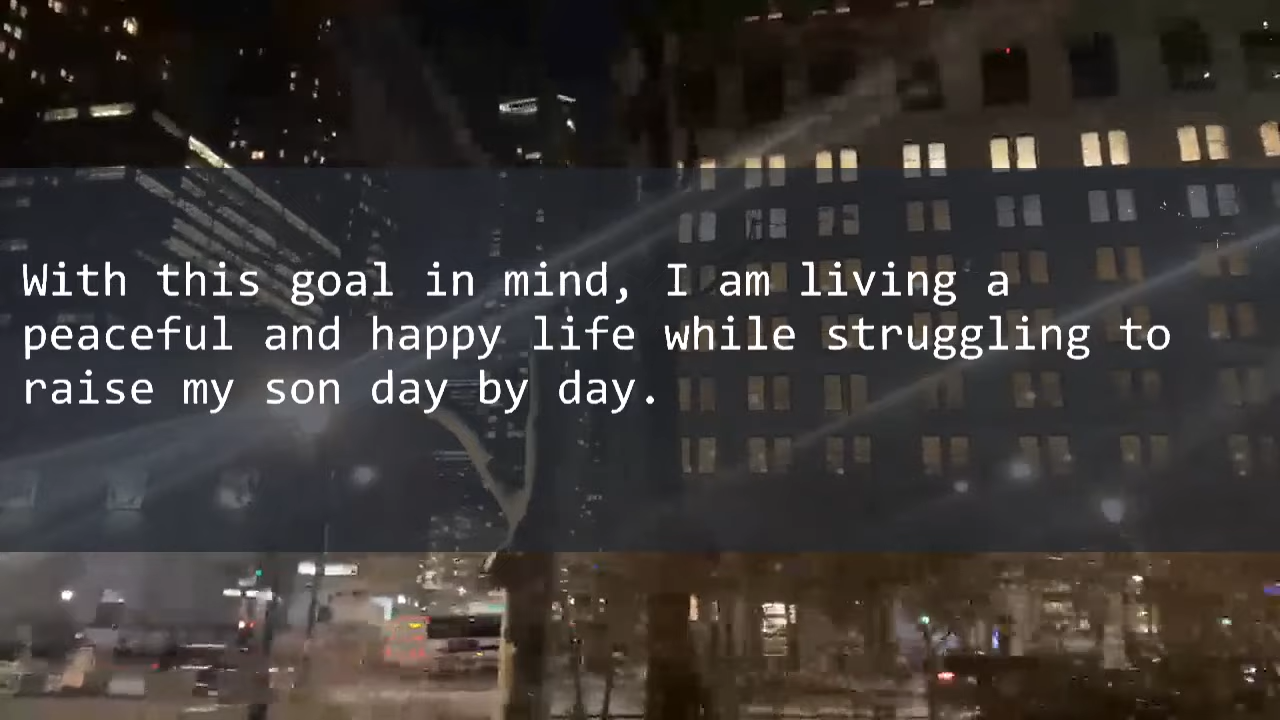 With this goal in mind, I am living a
peaceful and happy life while struggling to
raise my son day by day.